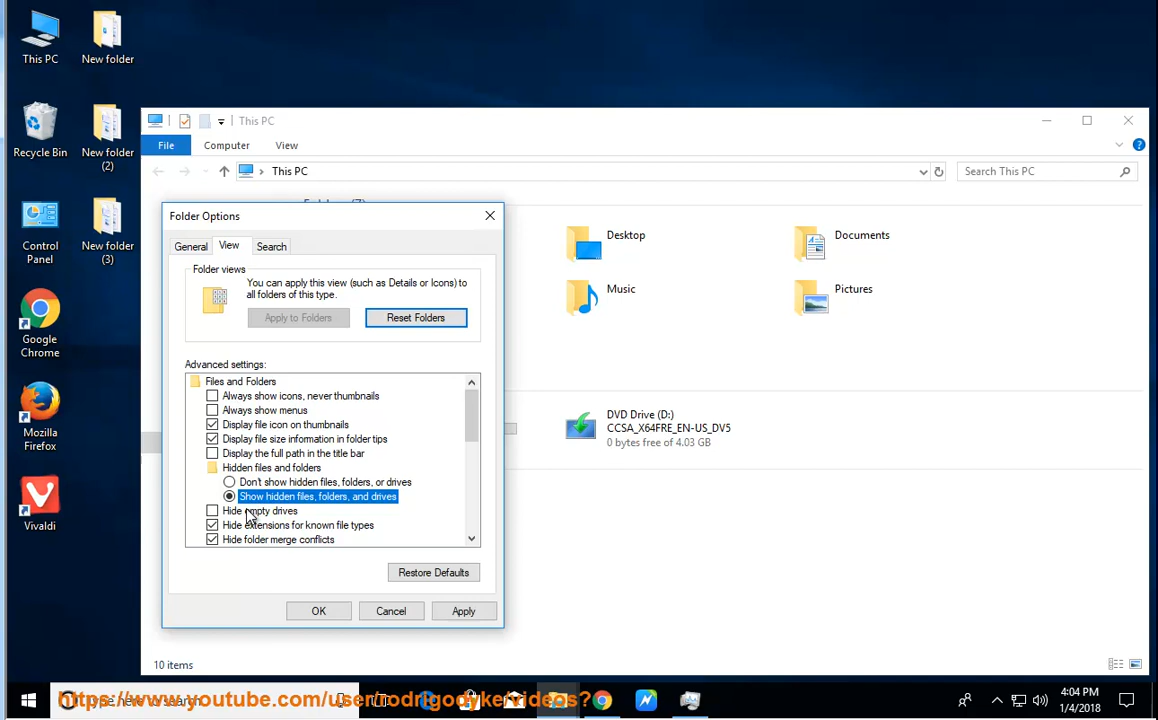 This PC
New folder
Recycle Bin
New folder
(2)
Control
Panel
New folder
(3)
Google
Chrome
Mozilla
Firefox
Vivaldi
This PC
File
Computer
View
This PC
Search This PC
Desktop
Documents
Music
Pictures
DVD Drive (D:)
CCSA_X64FRE_EN-US_DV5
0 bytes free of 4.03 GB
10 items
Folder Options
General
View
Search
Folder views
You can apply this view (such as Details or Icons) to
all folders of this type.
Apply to Folders
Reset Folders
Advanced settings:
Files and Folders
Always show icons, never thumbnails
Always show menus
Display file icon on thumbnails
Display file size information in folder tips
Display the full path in the title bar
Hidden files and folders
Don't show hidden files, folders, or drives
Show hidden files, folders, and drives
Hide empty drives
Hide extensions for known file types
Hide folder merge conflicts
Restore Defaults
OK
Cancel
Apply
Type here to search
https://www.youtube.com/user/rodrigodyke/videos?
4:04 PM
1/4/2018